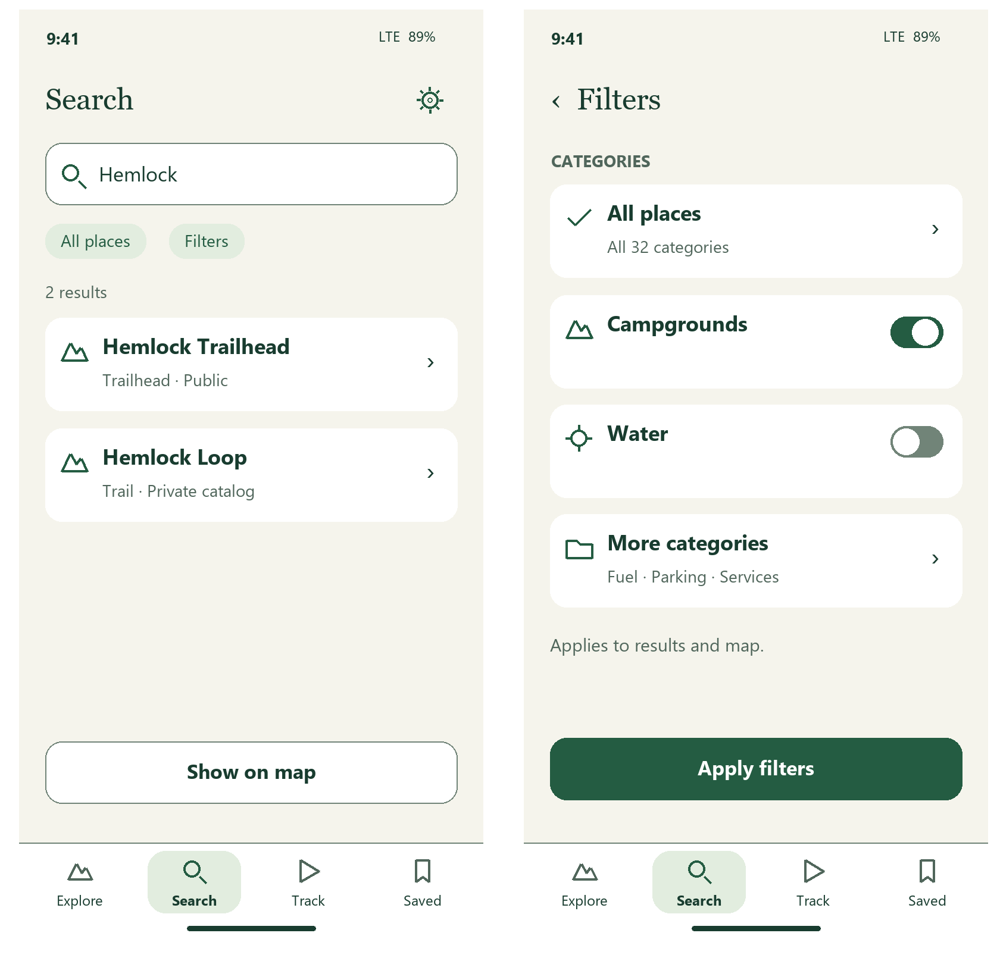 9:41
LTE 89%
Search
Hemlock
All places
Filters
2 results
Hemlock Trailhead
Trailhead · Public
Hemlock Loop
Trail · Private catalog
Show on map
Explore
Search
Track
Saved
9:41
LTE 89%
Filters
CATEGORIES
All places
All 32 categories
Campgrounds
Water
More categories
Fuel · Parking · Services
Applies to results and map.
Apply filters
Explore
Search
Track
Saved